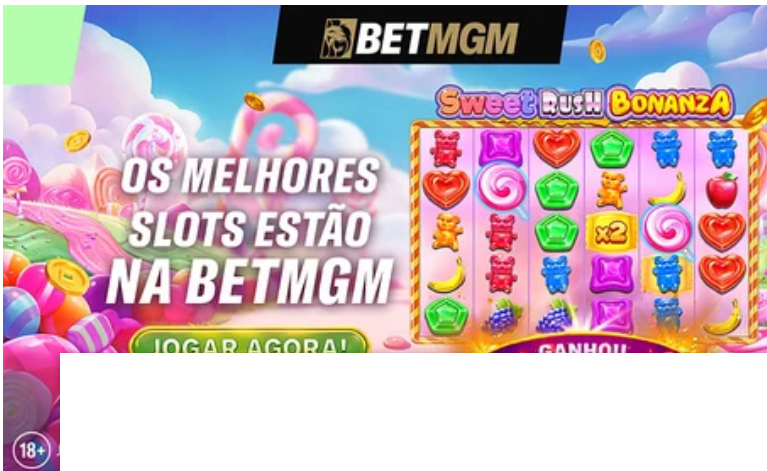 BETMGM
Sweet RUSH BONANZA
OS MELHORES
SLOTS ESTÃO
NA BETMGM
x2
JOGAR AGORA!
GANHOU
18+